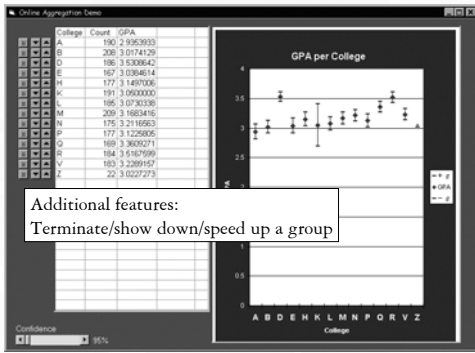 Online Aggregation Demo
College Count GPA
A 190 2.9353933
B 208 3.0174129
D 186 3.5308642
E 167 3.0384614
H 177 3.1497006
K 191 3.0500000
L 185 3.0730338
M 209 3.1683416
N 175 3.2116563
P 177 3.1225805
Q 169 3.3609271
R 184 3.5167599
V 183 3.2289157
Z 22 3.0227273
Additional features:
Terminate/show down/speed up a group
Confidence
95%
GPA per College
4
3.5
3
2.5
2
1
0.5
0
A B D E H K L M N P Q R V Z
College
GPA